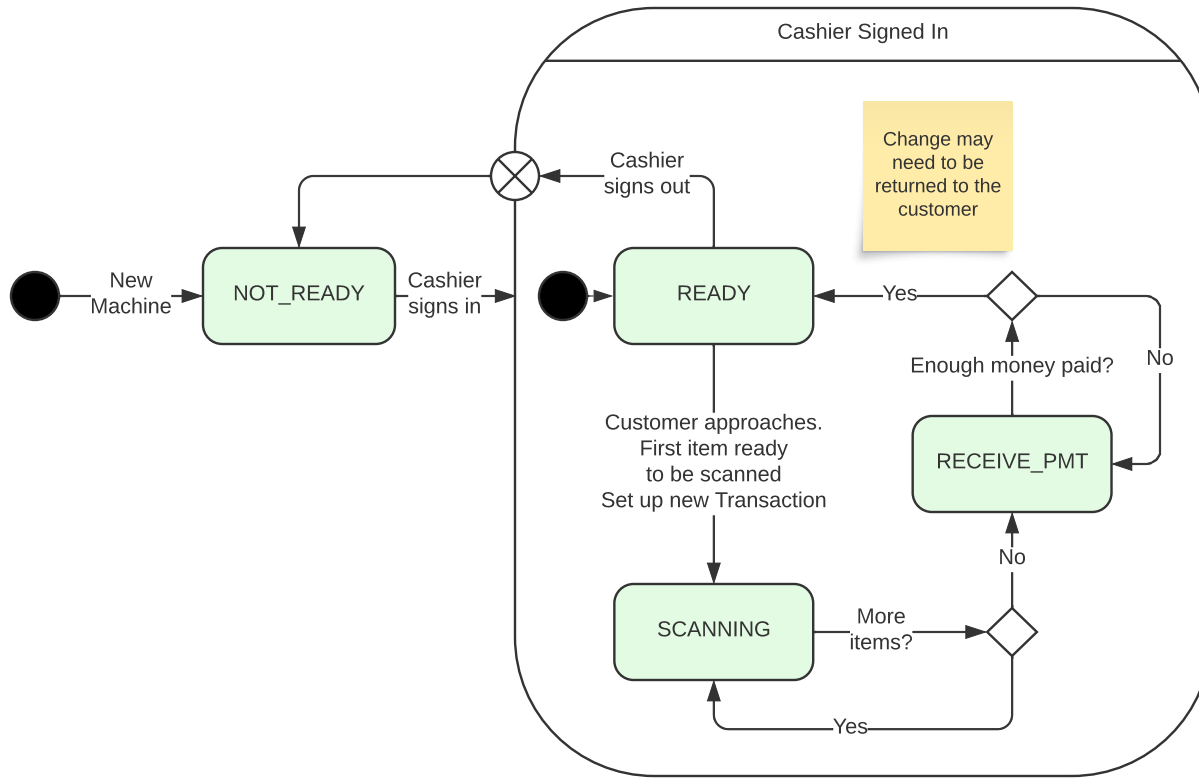 Cashier Signed In
Change may
need to be
returned to the
customer
Cashier
signs out
New
Machine
NOT_READY
Cashier
signs in
READY
Yes
No
Enough money paid?
Customer approaches.
First item ready
to be scanned
Set up new Transaction
RECEIVE_PMT
No
SCANNING
More
items?
Yes